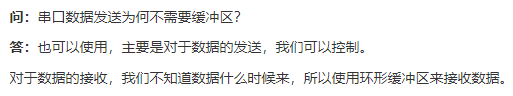 问：串口数据发送为何不需要缓冲区？
答：也可以使用，主要是对于数据的发送，我们可以控制。
对于数据的接收，我们不知道数据什么时候来，所以使用环形缓冲区来接收数据。